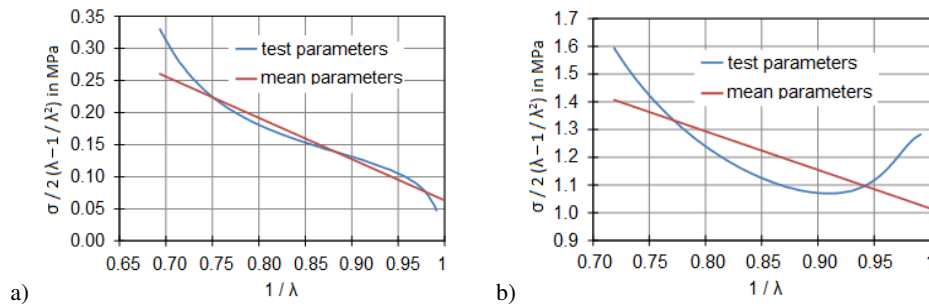 0.35
0.30
0.25
0.20
0.15
0.10
0.05
0.00
σ / 2 (λ – 1 / λ²) in MPa
test parameters
mean parameters
0.65 0.70 0.75 0.80 0.85 0.90 0.95 1
1 / λ
a)
1.7
1.6
1.5
1.4
1.3
1.2
1.1
1.0
0.9
σ / 2 (λ – 1 / λ²) in MPa
test parameters
mean parameters
0.70 0.75 0.80 0.85 0.90 0.95 1
1 / λ
b)